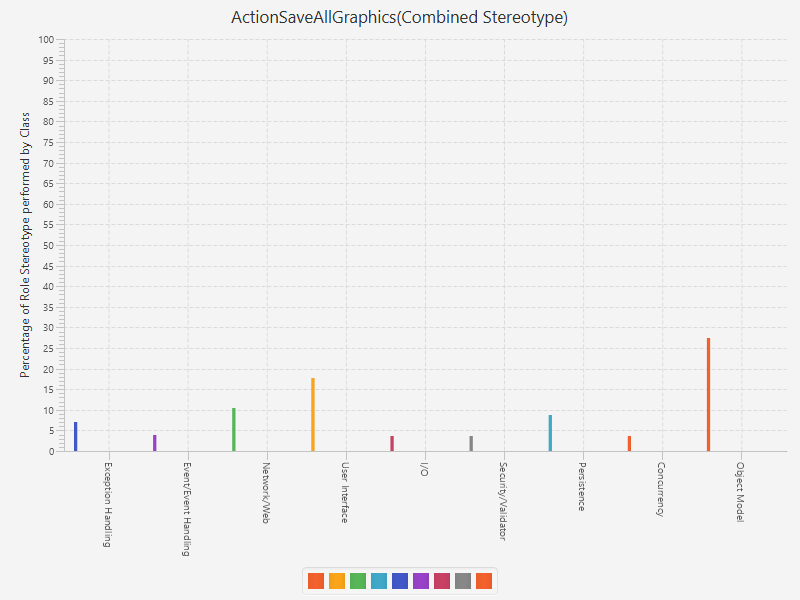 ActionSaveAllGraphics(Combined Stereotype)
Percentage of Role Stereotype performed by Class
100
95
90
85
80
75
70
65
60
55
50
45
40
35
30
25
20
15
10
5
0
Exception Handling
Event/Event Handling
Network/Web
User Interface
I/O
Security/Validator
Persistence
Concurrency
Object Model